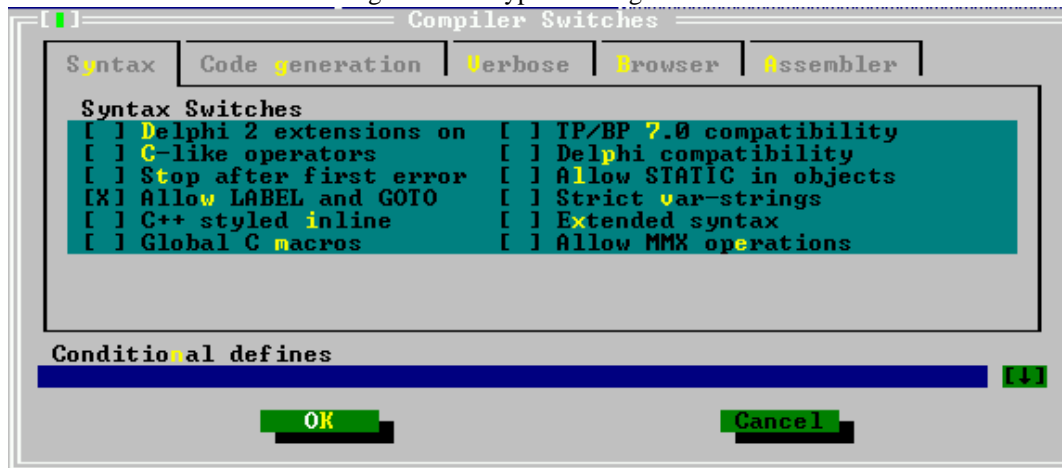 [ ] Compiler Switches
Syntax Code generation Verbose Browser Assembler
Syntax Switches
[ ] Delphi 2 extensions on [ ] TP/BP 7.0 compatibility
[ ] C-like operators [ ] Delphi compatibility
[ ] Stop after first error [ ] Allow STATIC in objects
[X] Allow LABEL and GOTO [ ] Strict var-strings
[ ] C++ styled inline [ ] Extended syntax
[ ] Global C macros [ ] Allow MMX operations
Conditional defines
[↓]
OK Cancel